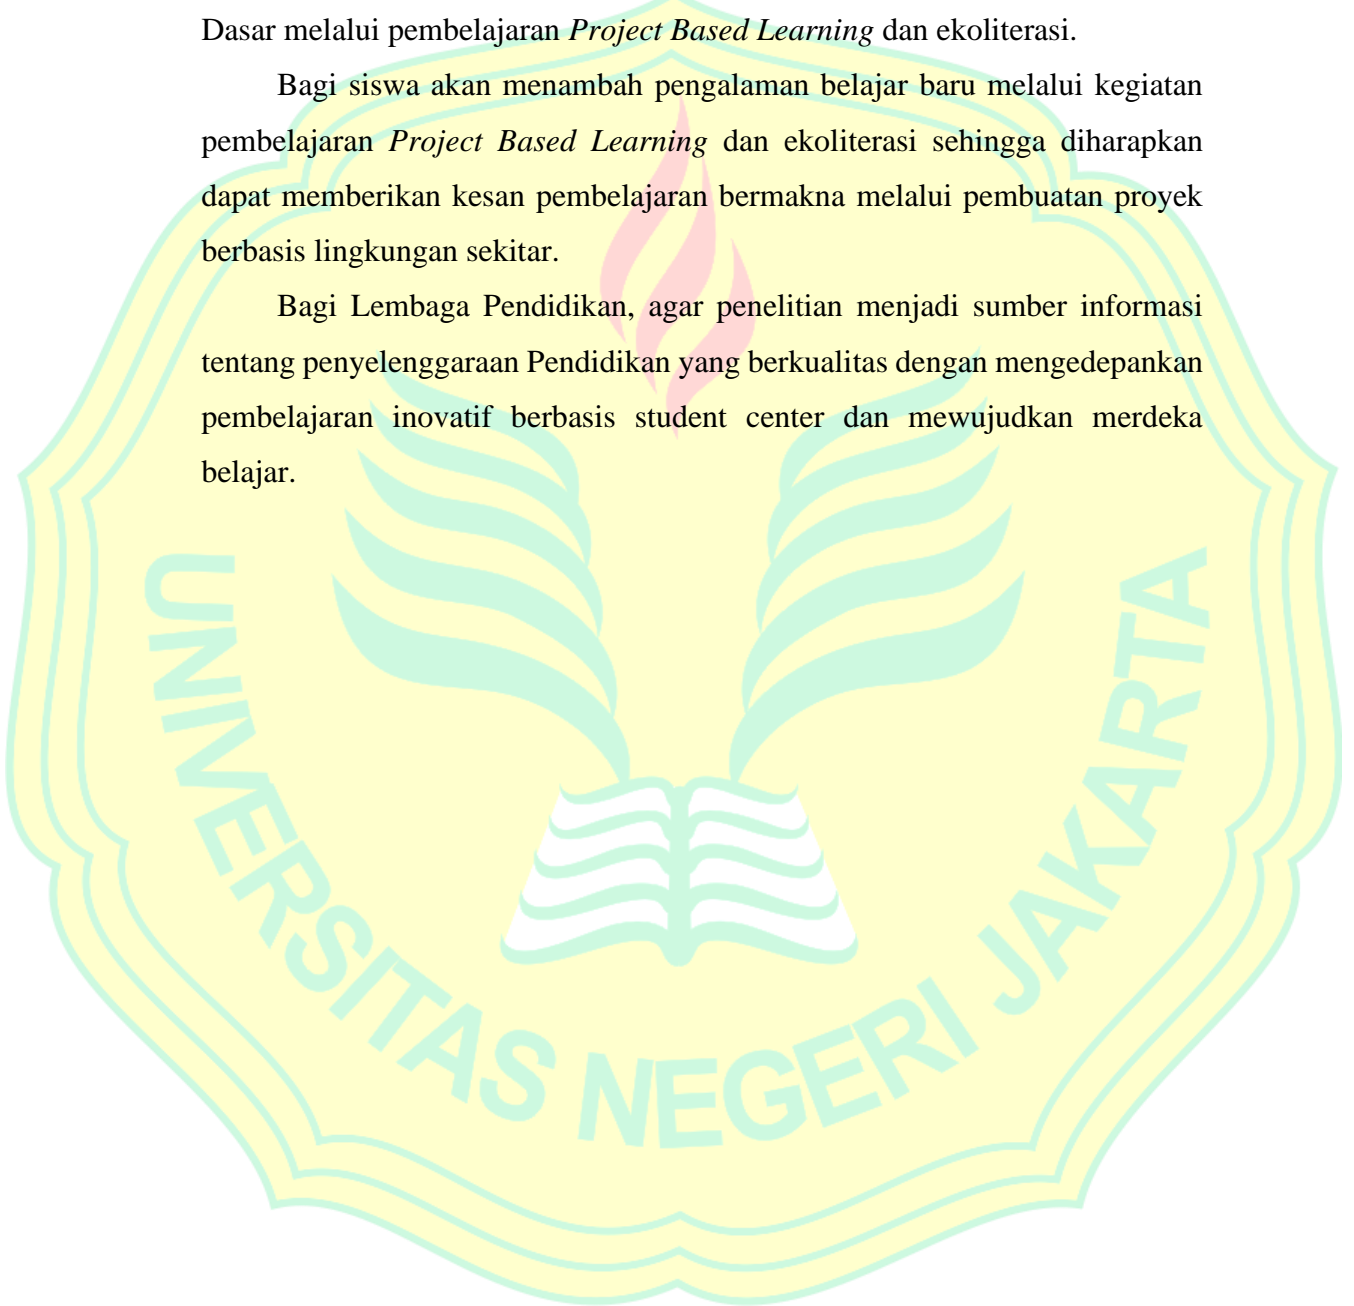 Dasar melalui pembelajaran Project Based Learning dan ekoliterasi.
Bagi siswa akan menambah pengalaman belajar baru melalui kegiatan
pembelajaran Project Based Learning dan ekoliterasi sehingga diharapkan
dapat memberikan kesan pembelajaran bermakna melalui pembuatan proyek
berbasis lingkungan sekitar.
Bagi Lembaga Pendidikan, agar penelitian menjadi sumber informasi
tentang penyelenggaraan Pendidikan yang berkualitas dengan mengedepankan
pembelajaran inovatif berbasis student center dan mewujudkan merdeka
belajar.
UNIVERSITAS NEGERI JAKARTA